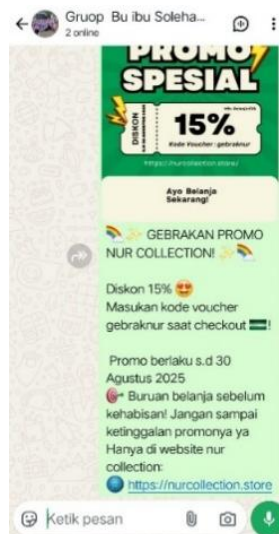 Gruop Bu ibu Soleha...
2 online
PROMO
SPESIAL
DISKON
15%
Kode Voucher : gebraknur
https://nurcollection.store/
Ayo Belanja
Sekarang!
🌈✨ GEBRAKAN PROMO
NUR COLLECTION! ✨🌈
Diskon 15% 😍
Masukan kode voucher
gebraknur saat checkout 🎟!
Promo berlaku s.d 30
Agustus 2025
Buruan belanja sebelum
kehabisan! Jangan sampai
ketinggalan promonya ya
Hanya di website nur
collection:
🌐 https://nurcollection.store
Ketik pesan